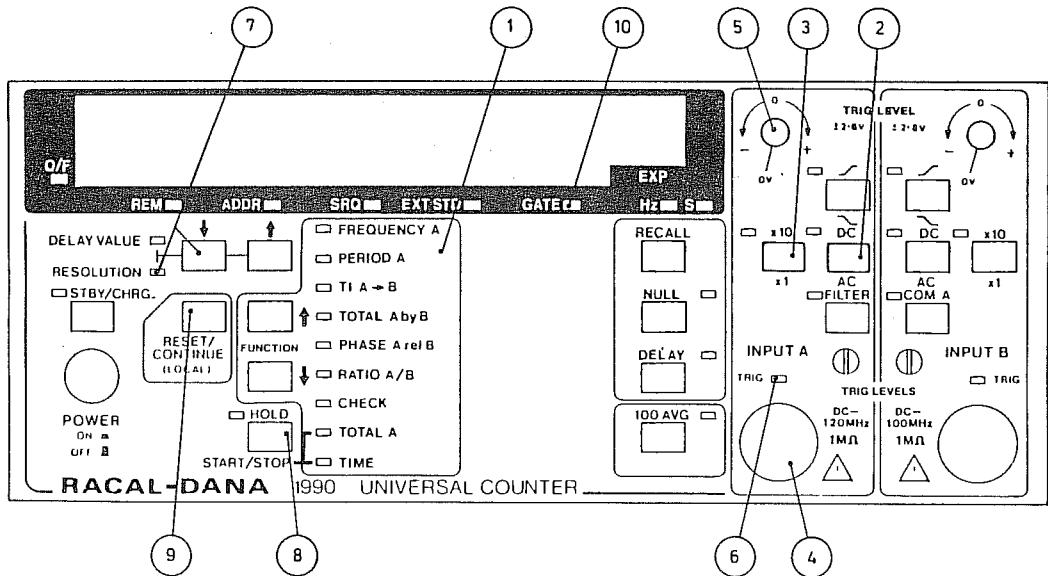 7 1 10 5 3 2
O/F
EXP
REM ADDR SRQ EXT STD GATE Hz S
DELAY VALUE
RESOLUTION
STBY/CHRG.
RESET/
CONTINUE
(LOCAL)
FUNCTION
POWER
ON
OFF
HOLD
START/STOP
FREQUENCY A
PERIOD A
TI A → B
TOTAL A by B
PHASE A rel B
RATIO A/B
CHECK
TOTAL A
TIME
RECALL
NULL
DELAY
100 AVG
0 TRIG LEVEL 0
±2·8V ±2·8V
− + − +
0V 0V
x10 DC DC x10
x1 AC AC x1
FILTER COM A
INPUT A INPUT B
TRIG TRIG LEVELS TRIG
DC– DC–
120MHz 100MHz
1MΩ 1MΩ
RACAL-DANA 1990 UNIVERSAL COUNTER
9 8 6 4